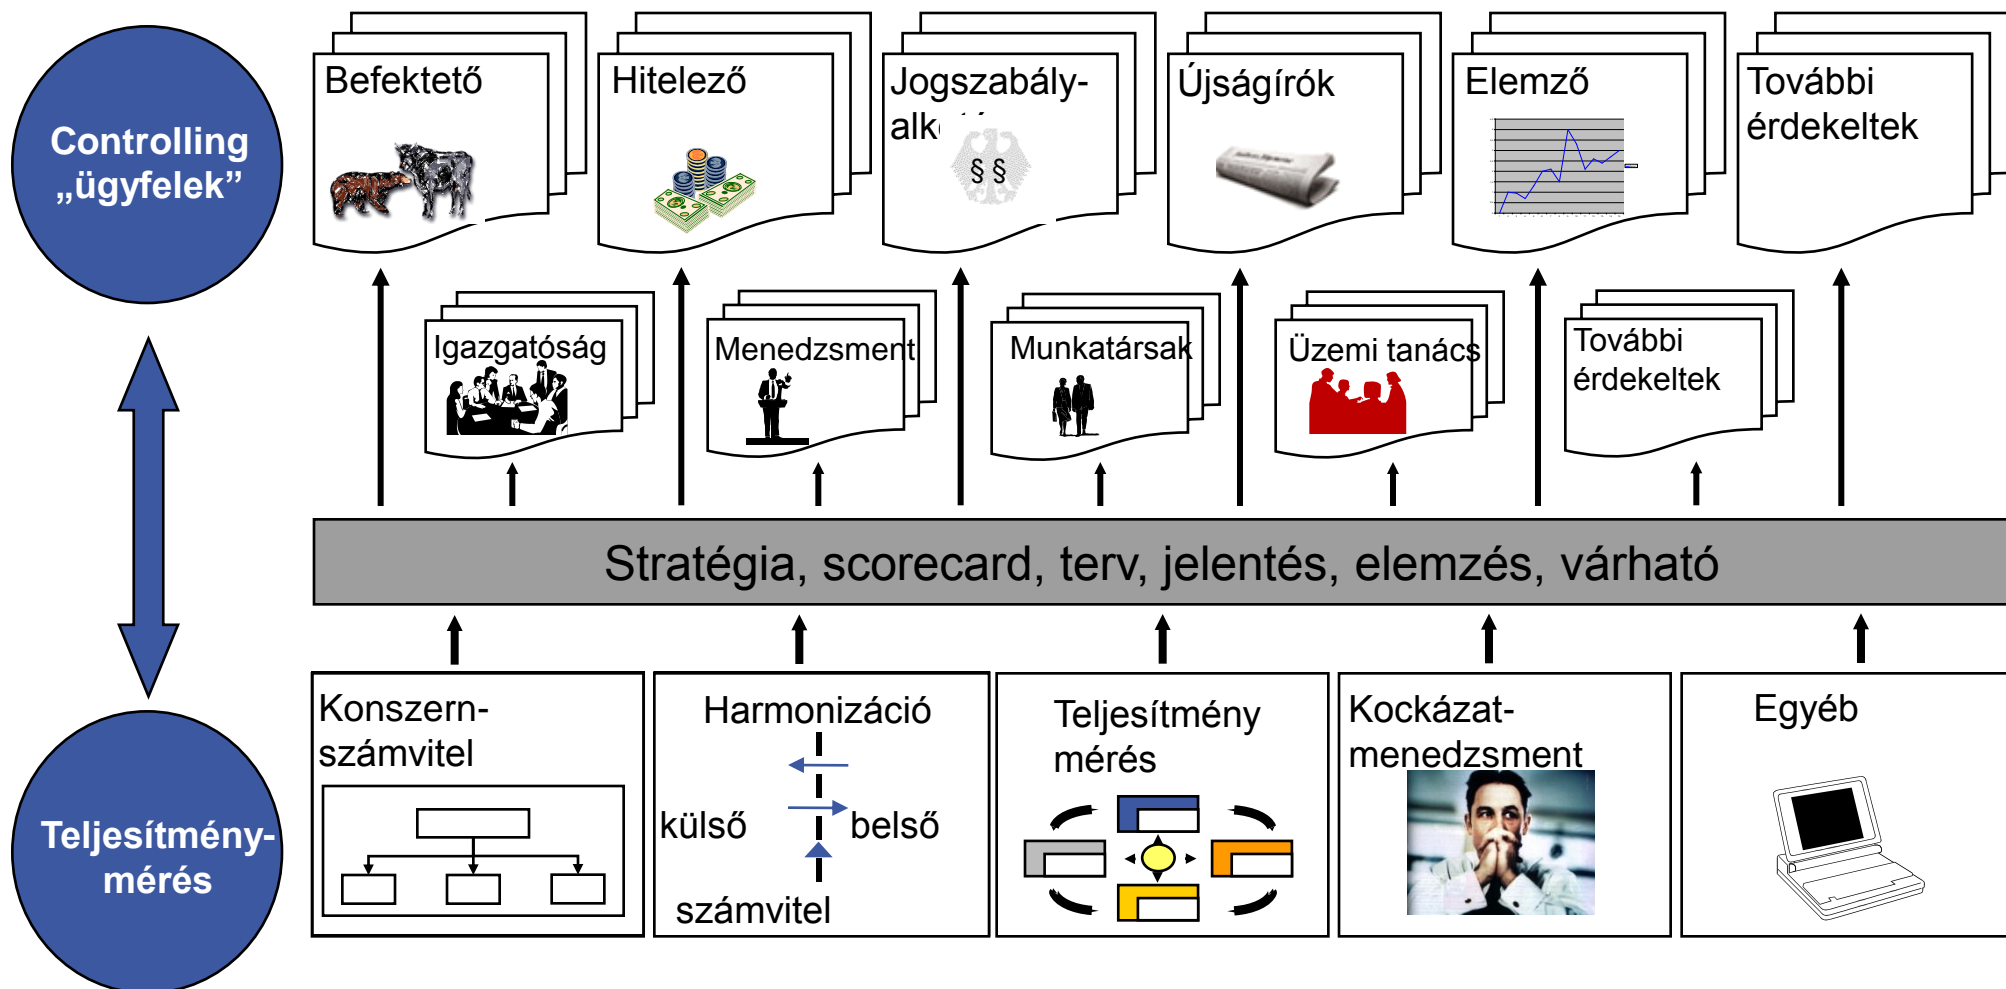 Controlling
„ügyfelek”
Befektető
Hitelező
Jogszabály-
Újságírók
Elemző
További
érdekeltek
§ §
Igazgatóság
Menedzsment
Munkatársak
Üzemi tanács
További
érdekeltek
Stratégia, scorecard, terv, jelentés, elemzés, várható
Teljesítmény-
mérés
Konszern-
számvitel
Harmonizáció
külső
belső
számvitel
Teljesítmény
mérés
Kockázat-
menedzsment
Egyéb